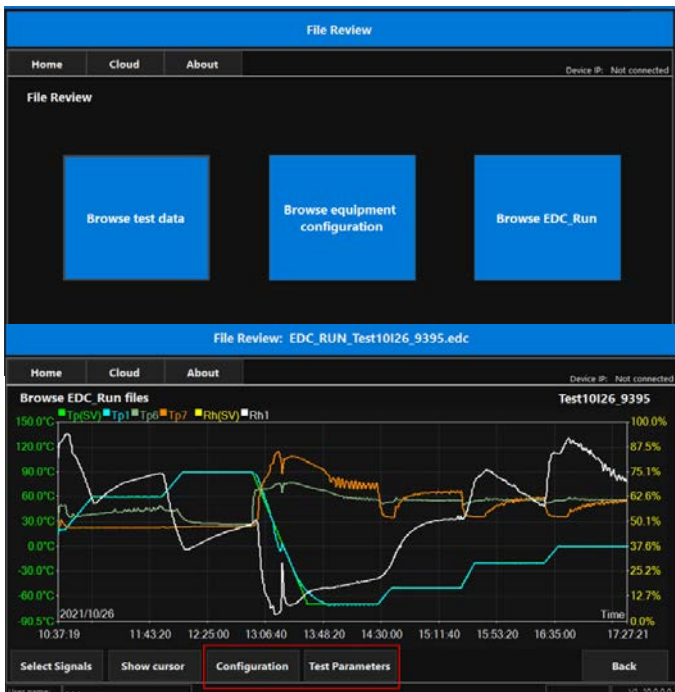 File Review
Home Cloud About
Device IP: Not connected
File Review
Browse test data
Browse equipment
configuration
Browse EDC_Run
File Review: EDC_RUN_Test10I26_9395.edc
Home Cloud About
Device IP: Not connected
Browse EDC_Run files
Test10I26_9395
Tp(SV) Tp1 Tp6 Tp7 Rh(SV) Rh1
150.0°C 100.0%
120.0°C 87.5%
90.0°C 75.1%
60.0°C 62.6%
30.0°C 50.1%
0.0°C 37.6%
-30.0°C 25.2%
-60.0°C 12.7%
2021/10/26 Time
-90.5°C 0.0%
10:37:19 11:43:20 12:25:00 13:06:40 13:48:20 14:30:00 15:11:40 15:53:20 16:35:00 17:27:21
Select Signals Show cursor Configuration Test Parameters Back